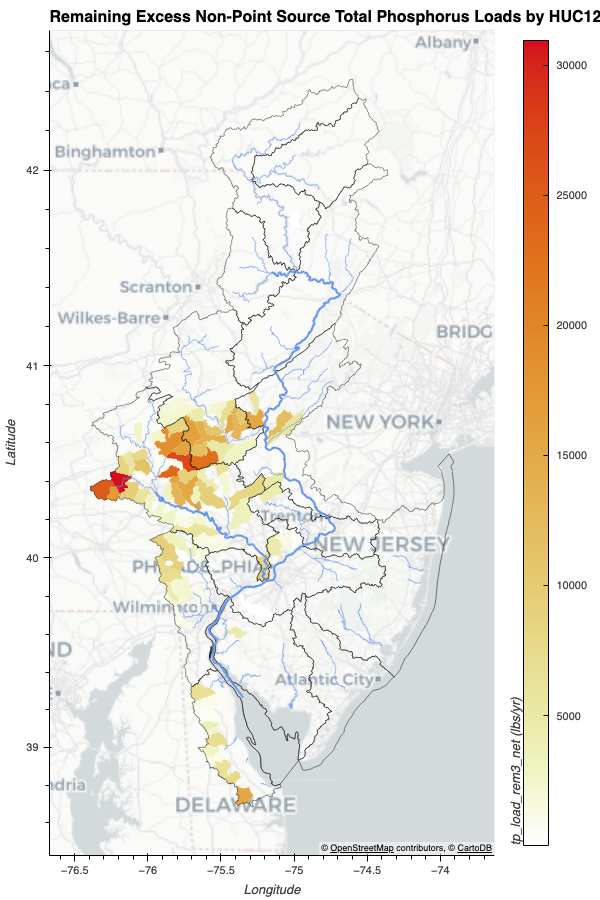 Remaining Excess Non-Point Source Total Phosphorus Loads by HUC12
Albany
ca
Binghamton
42
Scranton
Wilkes-Barre
BRIDG
41
NEW YORK
Trenton
NEW JERSEY
40
PHILADELPHIA
Wilmington
ND
E
Atlantic City
39
ndria
DELAWARE
© OpenStreetMap contributors, © CartoDB
−76.5
−76
−75.5
−75
−74.5
−74
Longitude
Latitude
30000
25000
20000
15000
10000
5000
tp_load_rem3_net (lbs/yr)